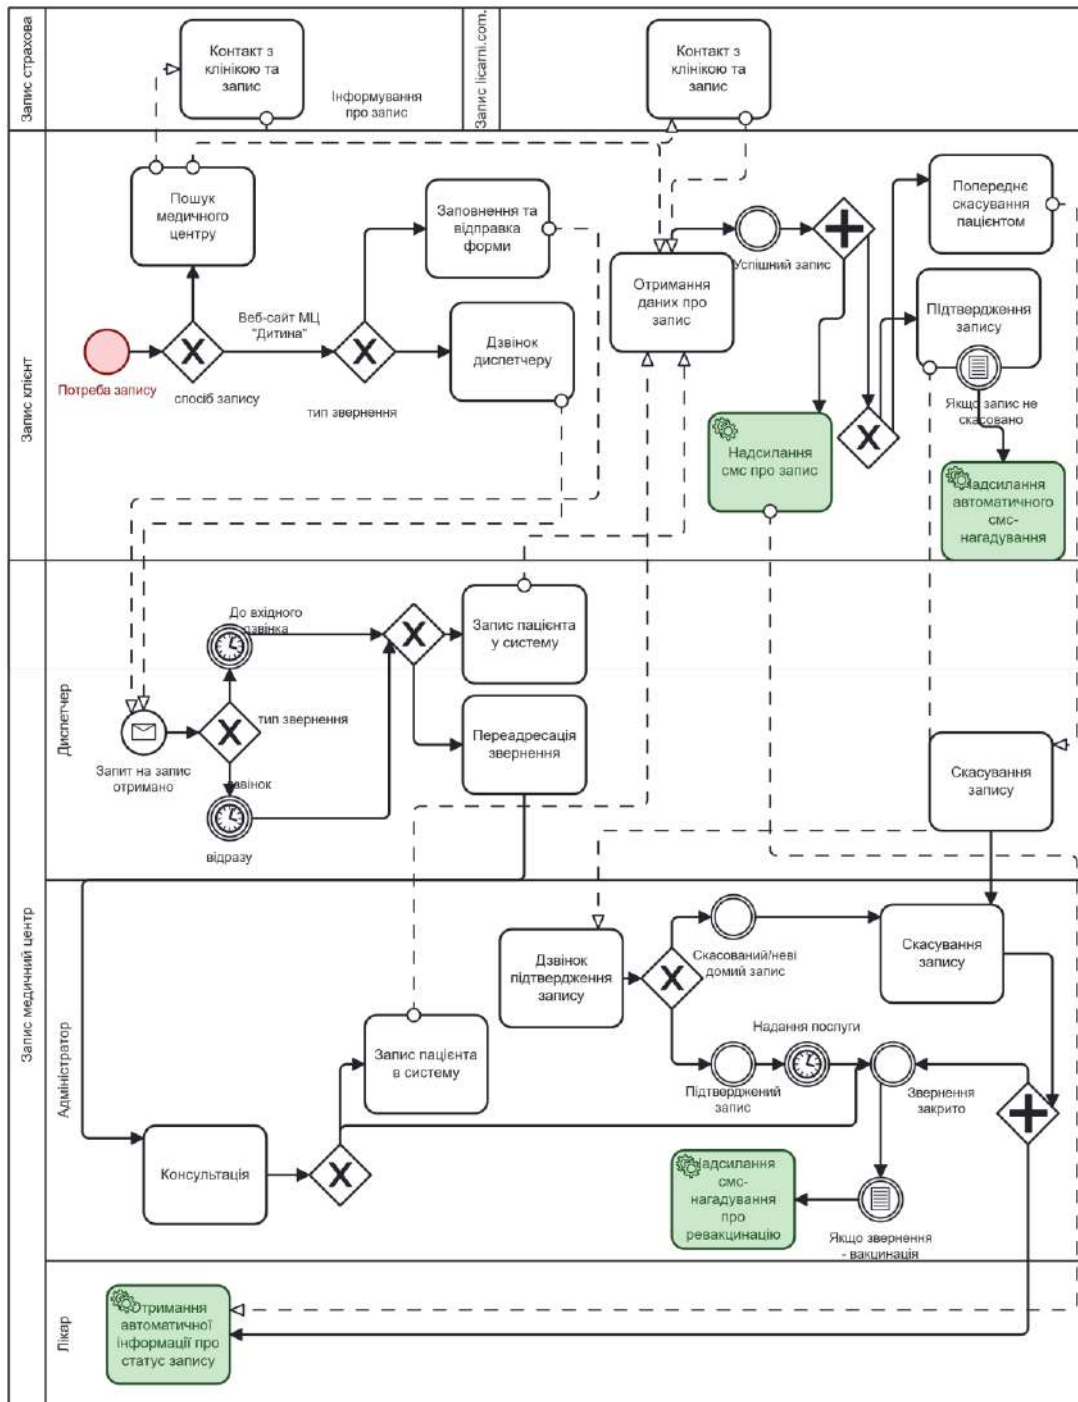 Запис страхова
Контакт з
клінікою та
запис
Інформування
про запис
Запис licarni.com.
Контакт з
клінікою та
запис
Запис клієнт
Пошук
медичного
центру
Заповнення та
відправка
форми
Веб-сайт МЦ
"Дитина"
Дзвінок
диспетчеру
Потреба запису
спосіб запису
тип звернення
Отримання
даних про
запис
Успішний запис
Попереднє
скасування
пацієнтом
Підтвердження
запису
Якщо запис не
скасовано
Надсилання
смс про запис
Надсилання
автоматичного
смс-
нагадування
Запис медичний центр
Диспетчер
До вхідного
дзвінка
Запис пацієнта
у систему
тип звернення
Переадресація
звернення
Запит на запис
отримано
дзвінок
відразу
Скасування
запису
Адміністратор
Дзвінок
підтвердження
запису
Скасований/неві
домий запис
Скасування
запису
Надання послуги
Запис пацієнта
в систему
Підтверджений
запис
Звернення
закрито
Консультація
Надсилання
смс-
нагадування
про
ревакцинацію
Якщо звернення
- вакцинація
Лікар
Отримання
автоматичної
інформації про
статус запису